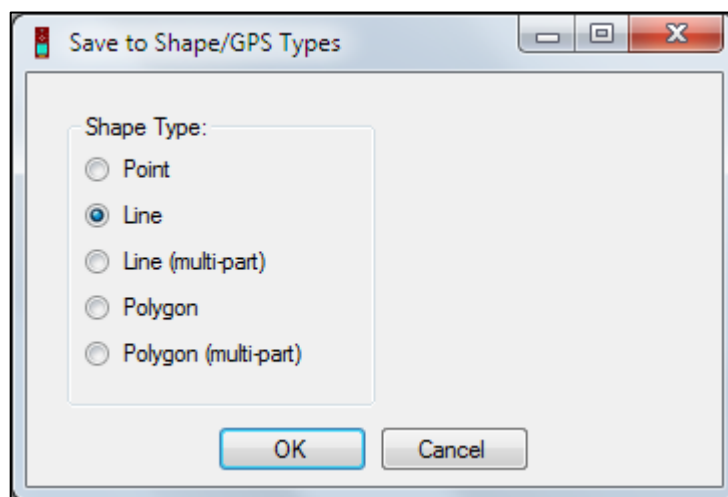 Save to Shape/GPS Types
Shape Type:
Point
Line
Line (multi-part)
Polygon
Polygon (multi-part)
OK
Cancel